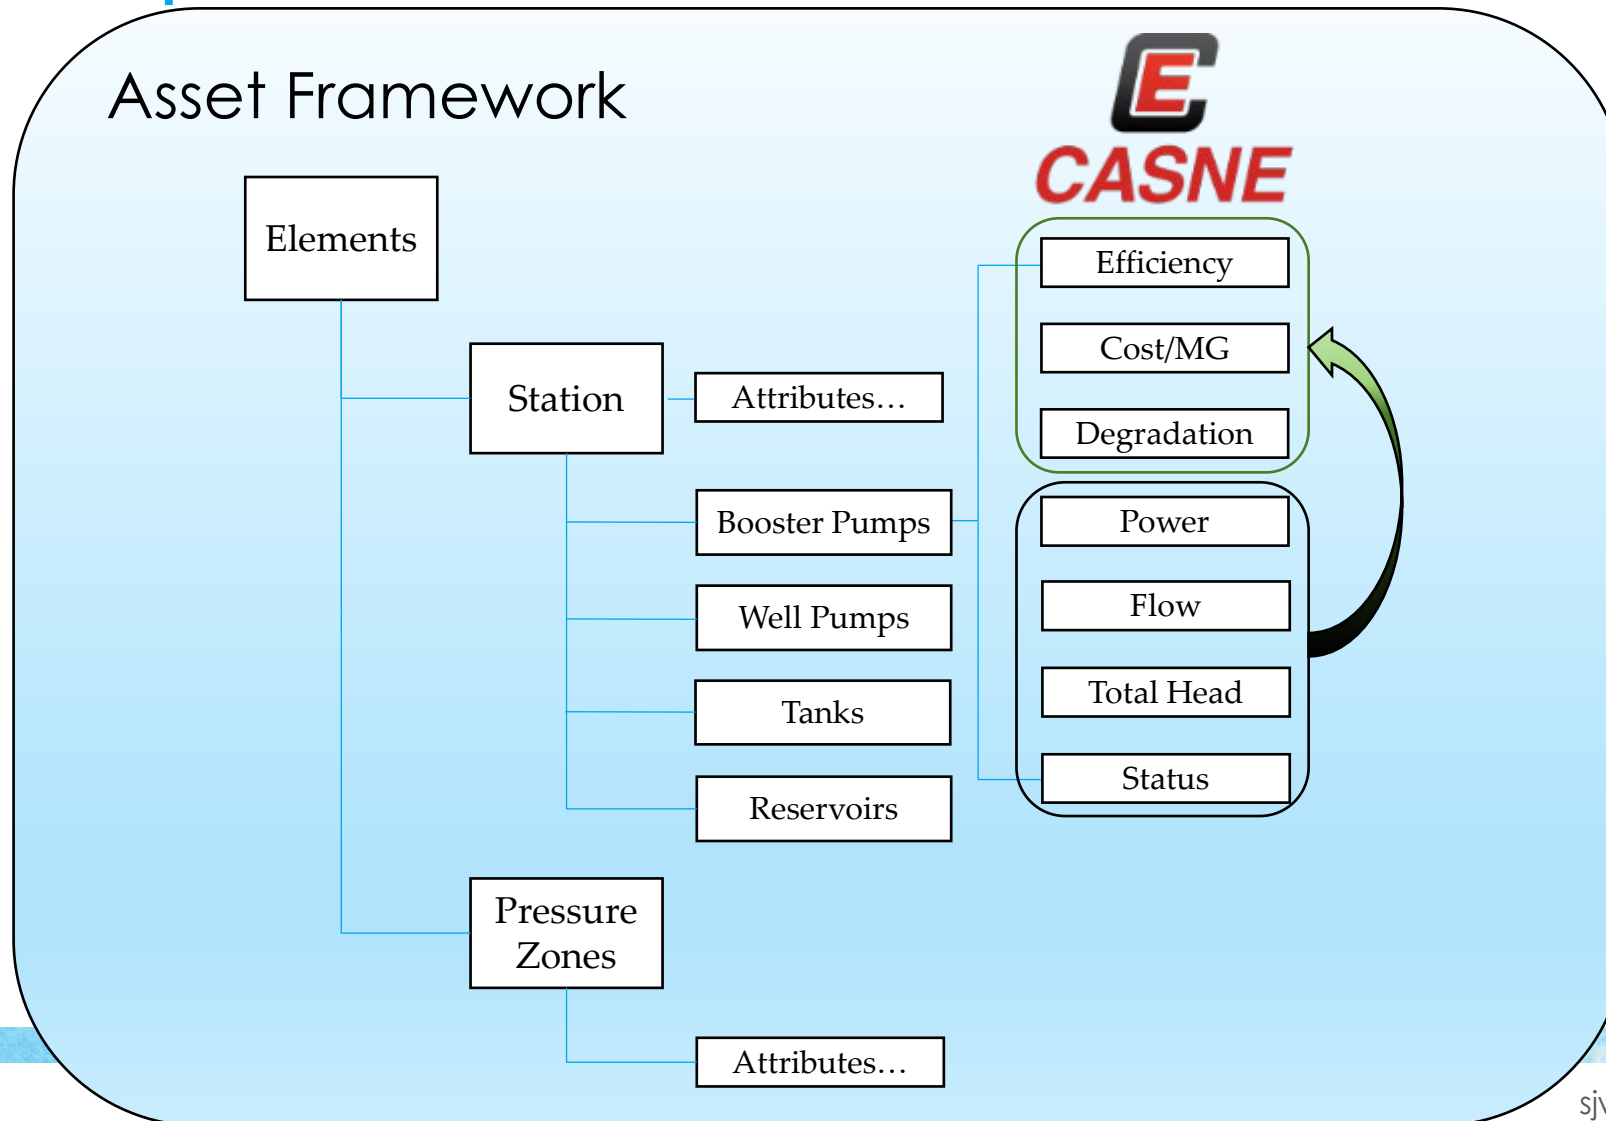 Asset Framework
E
CASNE
Elements
Efficiency
Cost/MG
Station
Attributes...
Degradation
Booster Pumps
Power
Well Pumps
Flow
Total Head
Tanks
Status
Reservoirs
Pressure
Zones
Attributes...